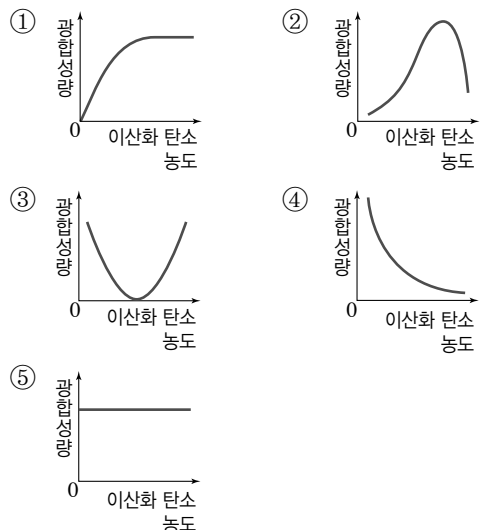 ①
광합성량
0
이산화 탄소
농도
②
광합성량
0
이산화 탄소
농도
③
광합성량
0
이산화 탄소
농도
④
광합성량
0
이산화 탄소
농도
⑤
광합성량
0
이산화 탄소
농도